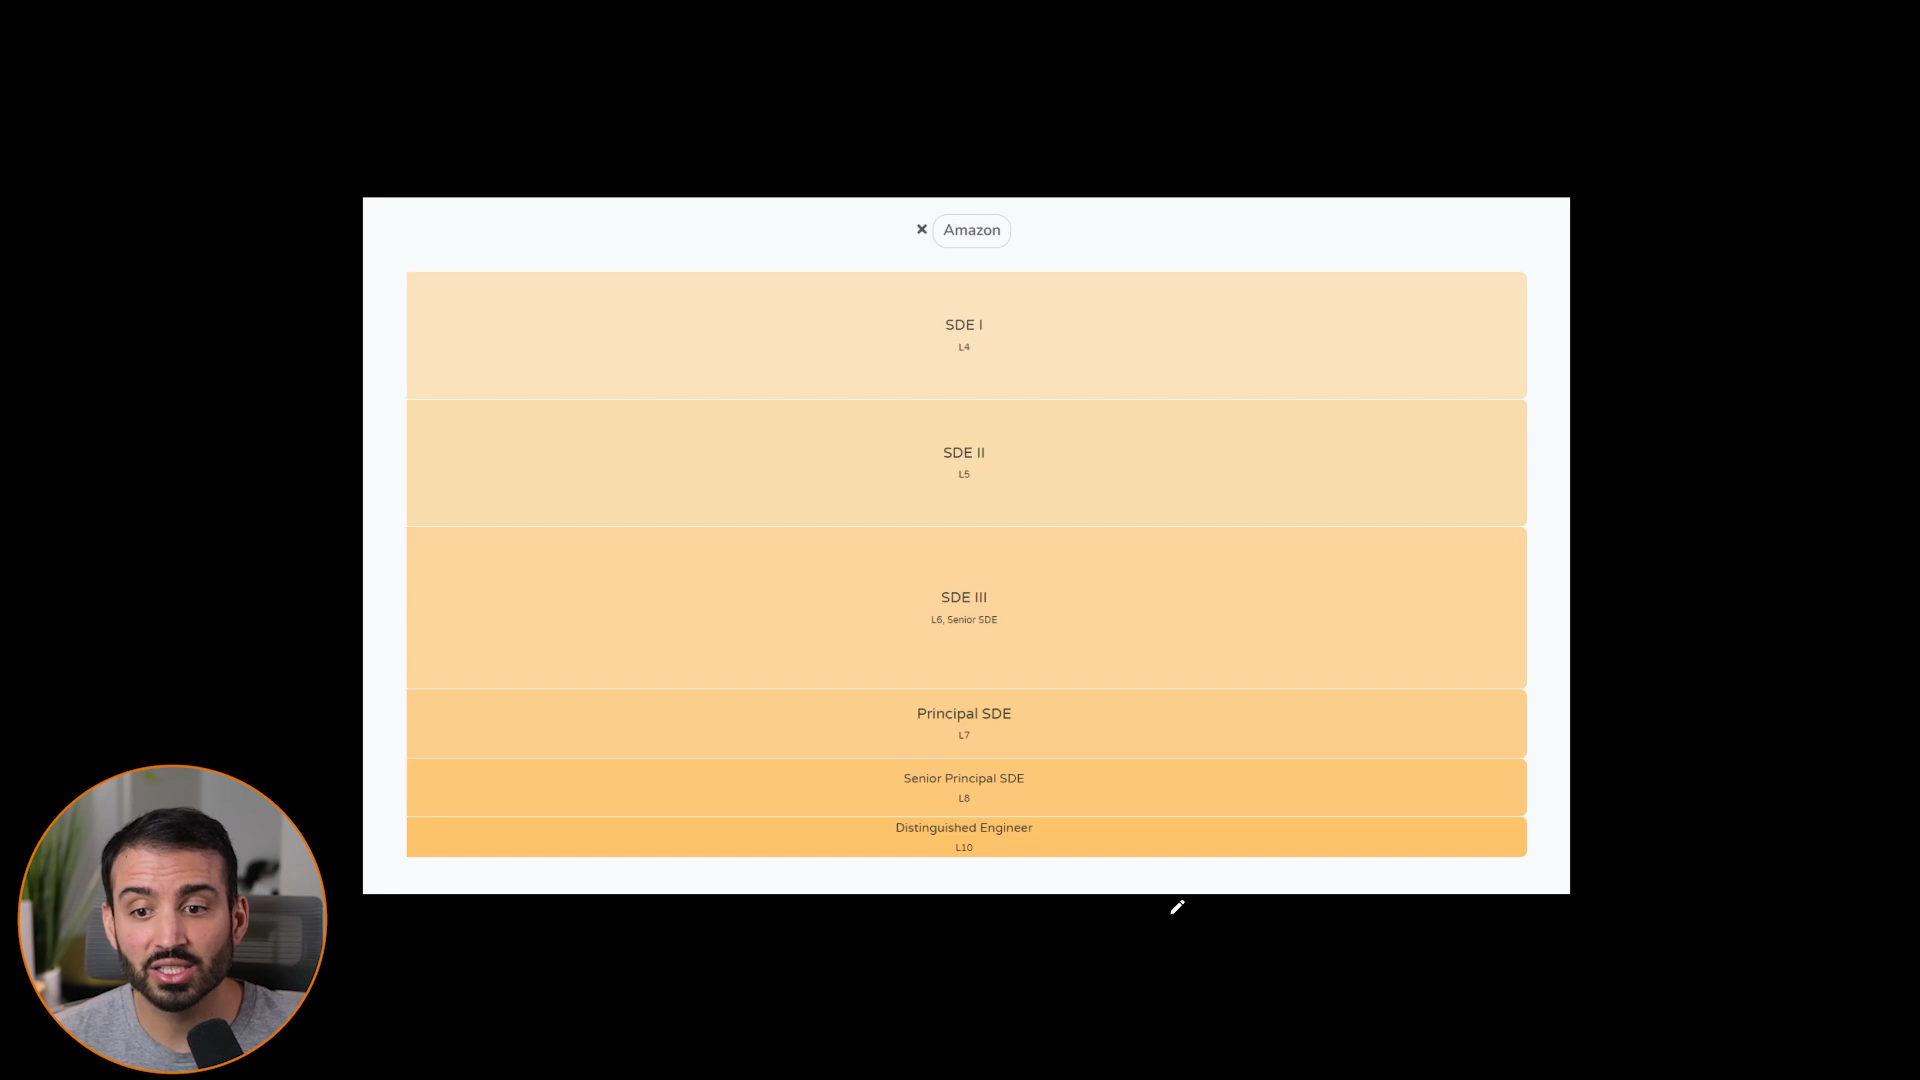 × Amazon
SDE I
L4
SDE II
L5
SDE III
L6, Senior SDE
Principal SDE
L7
Senior Principal SDE
L8
Distinguished Engineer
L10